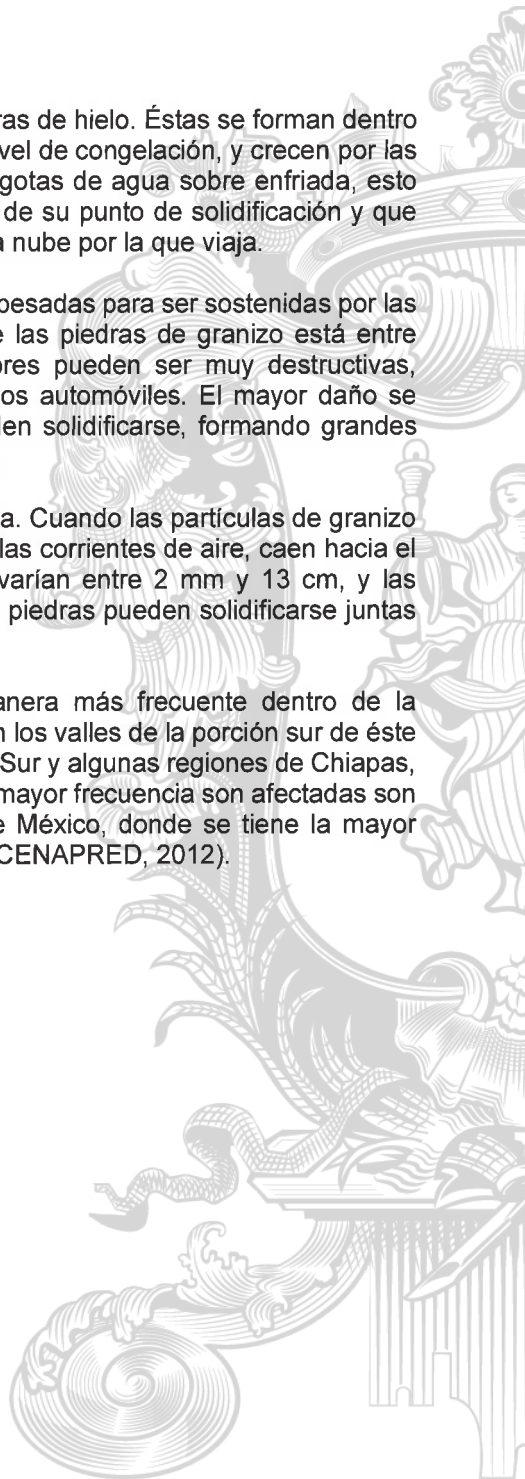 ras de hielo. Éstas se forman dentro
vel de congelación, y crecen por las
gotas de agua sobre enfriada, esto
de su punto de solidificación y que
a nube por la que viaja.
pesadas para ser sostenidas por las
e las piedras de granizo está entre
ores pueden ser muy destructivas,
os automóviles. El mayor daño se
len solidificarse, formando grandes
a. Cuando las partículas de granizo
las corrientes de aire, caen hacia el
varían entre 2 mm y 13 cm, y las
piedras pueden solidificarse juntas
anera más frecuente dentro de la
n los valles de la porción sur de éste
Sur y algunas regiones de Chiapas,
mayor frecuencia son afectadas son
e México, donde se tiene la mayor
CENAPRED, 2012).